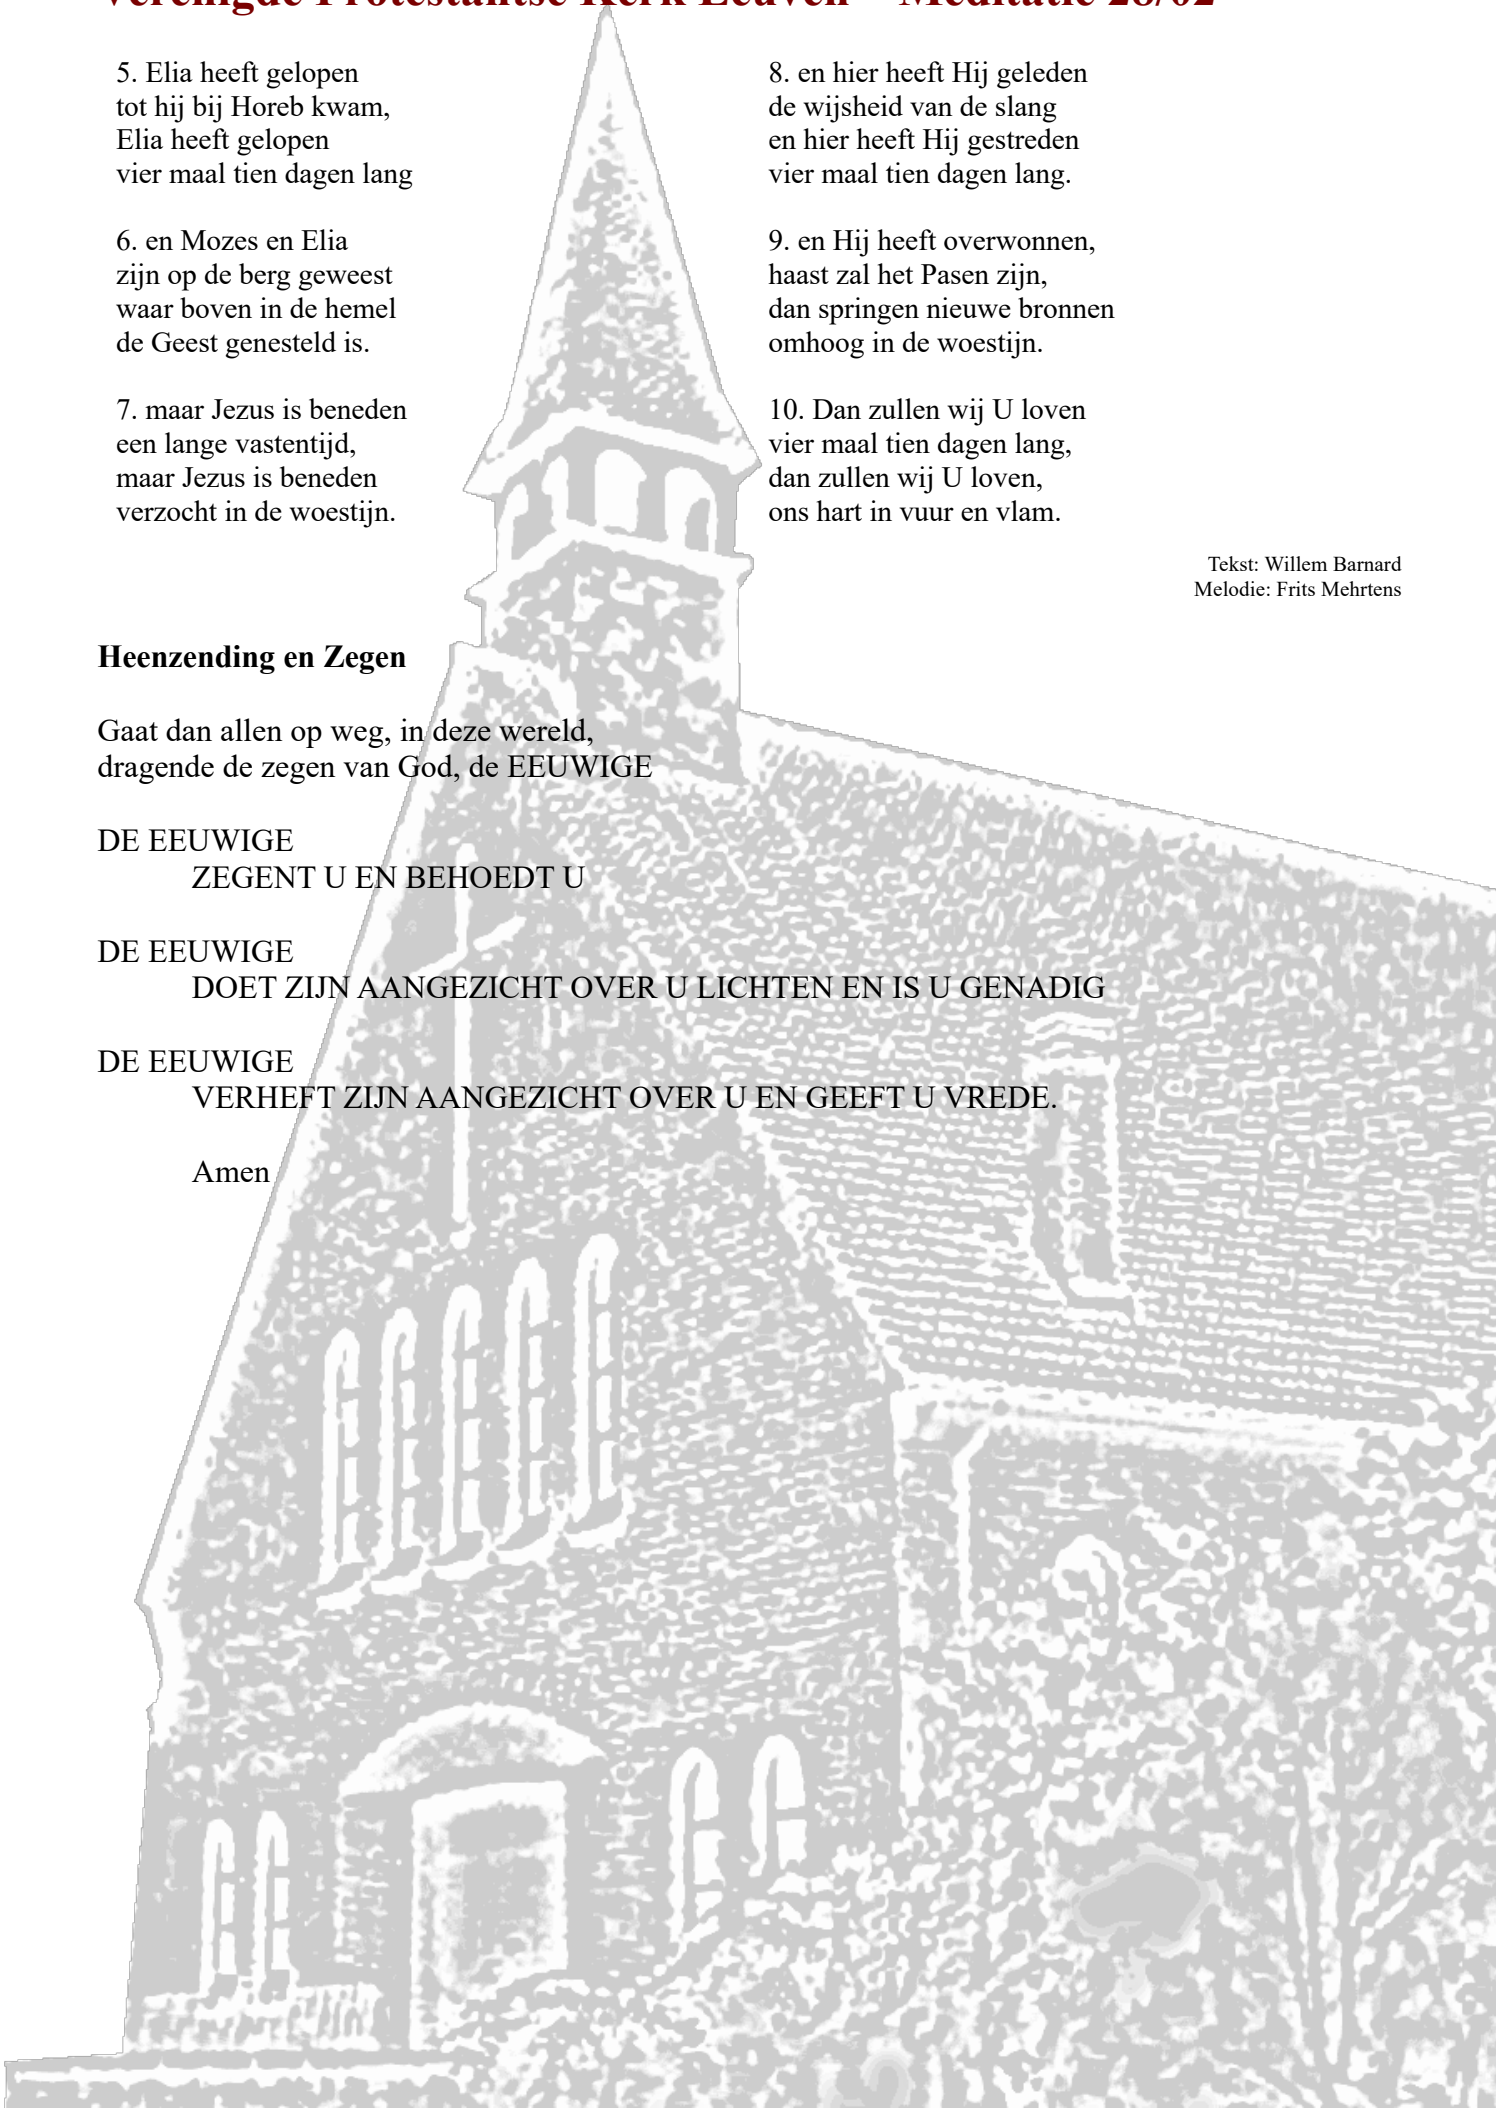 Verenigde Protestantse Kerk Leuven – Meditatie 28/02
5. Elia heeft gelopen
tot hij bij Horeb kwam,
Elia heeft gelopen
vier maal tien dagen lang
6. en Mozes en Elia
zijn op de berg geweest
waar boven in de hemel
de Geest genesteld is.
7. maar Jezus is beneden
een lange vastentijd,
maar Jezus is beneden
verzocht in de woestijn.
8. en hier heeft Hij geleden
de wijsheid van de slang
en hier heeft Hij gestreden
vier maal tien dagen lang.
9. en Hij heeft overwonnen,
haast zal het Pasen zijn,
dan springen nieuwe bronnen
omhoog in de woestijn.
10. Dan zullen wij U loven
vier maal tien dagen lang,
dan zullen wij U loven,
ons hart in vuur en vlam.
Tekst: Willem Barnard
Melodie: Frits Mehrtens
Heenzending en Zegen
Gaat dan allen op weg, in deze wereld,
dragende de zegen van God, de EEUWIGE
DE EEUWIGE
ZEGENT U EN BEHOEDT U
DE EEUWIGE
DOET ZIJN AANGEZICHT OVER U LICHTEN EN IS U GENADIG
DE EEUWIGE
VERHEFT ZIJN AANGEZICHT OVER U EN GEEFT U VREDE.
Amen